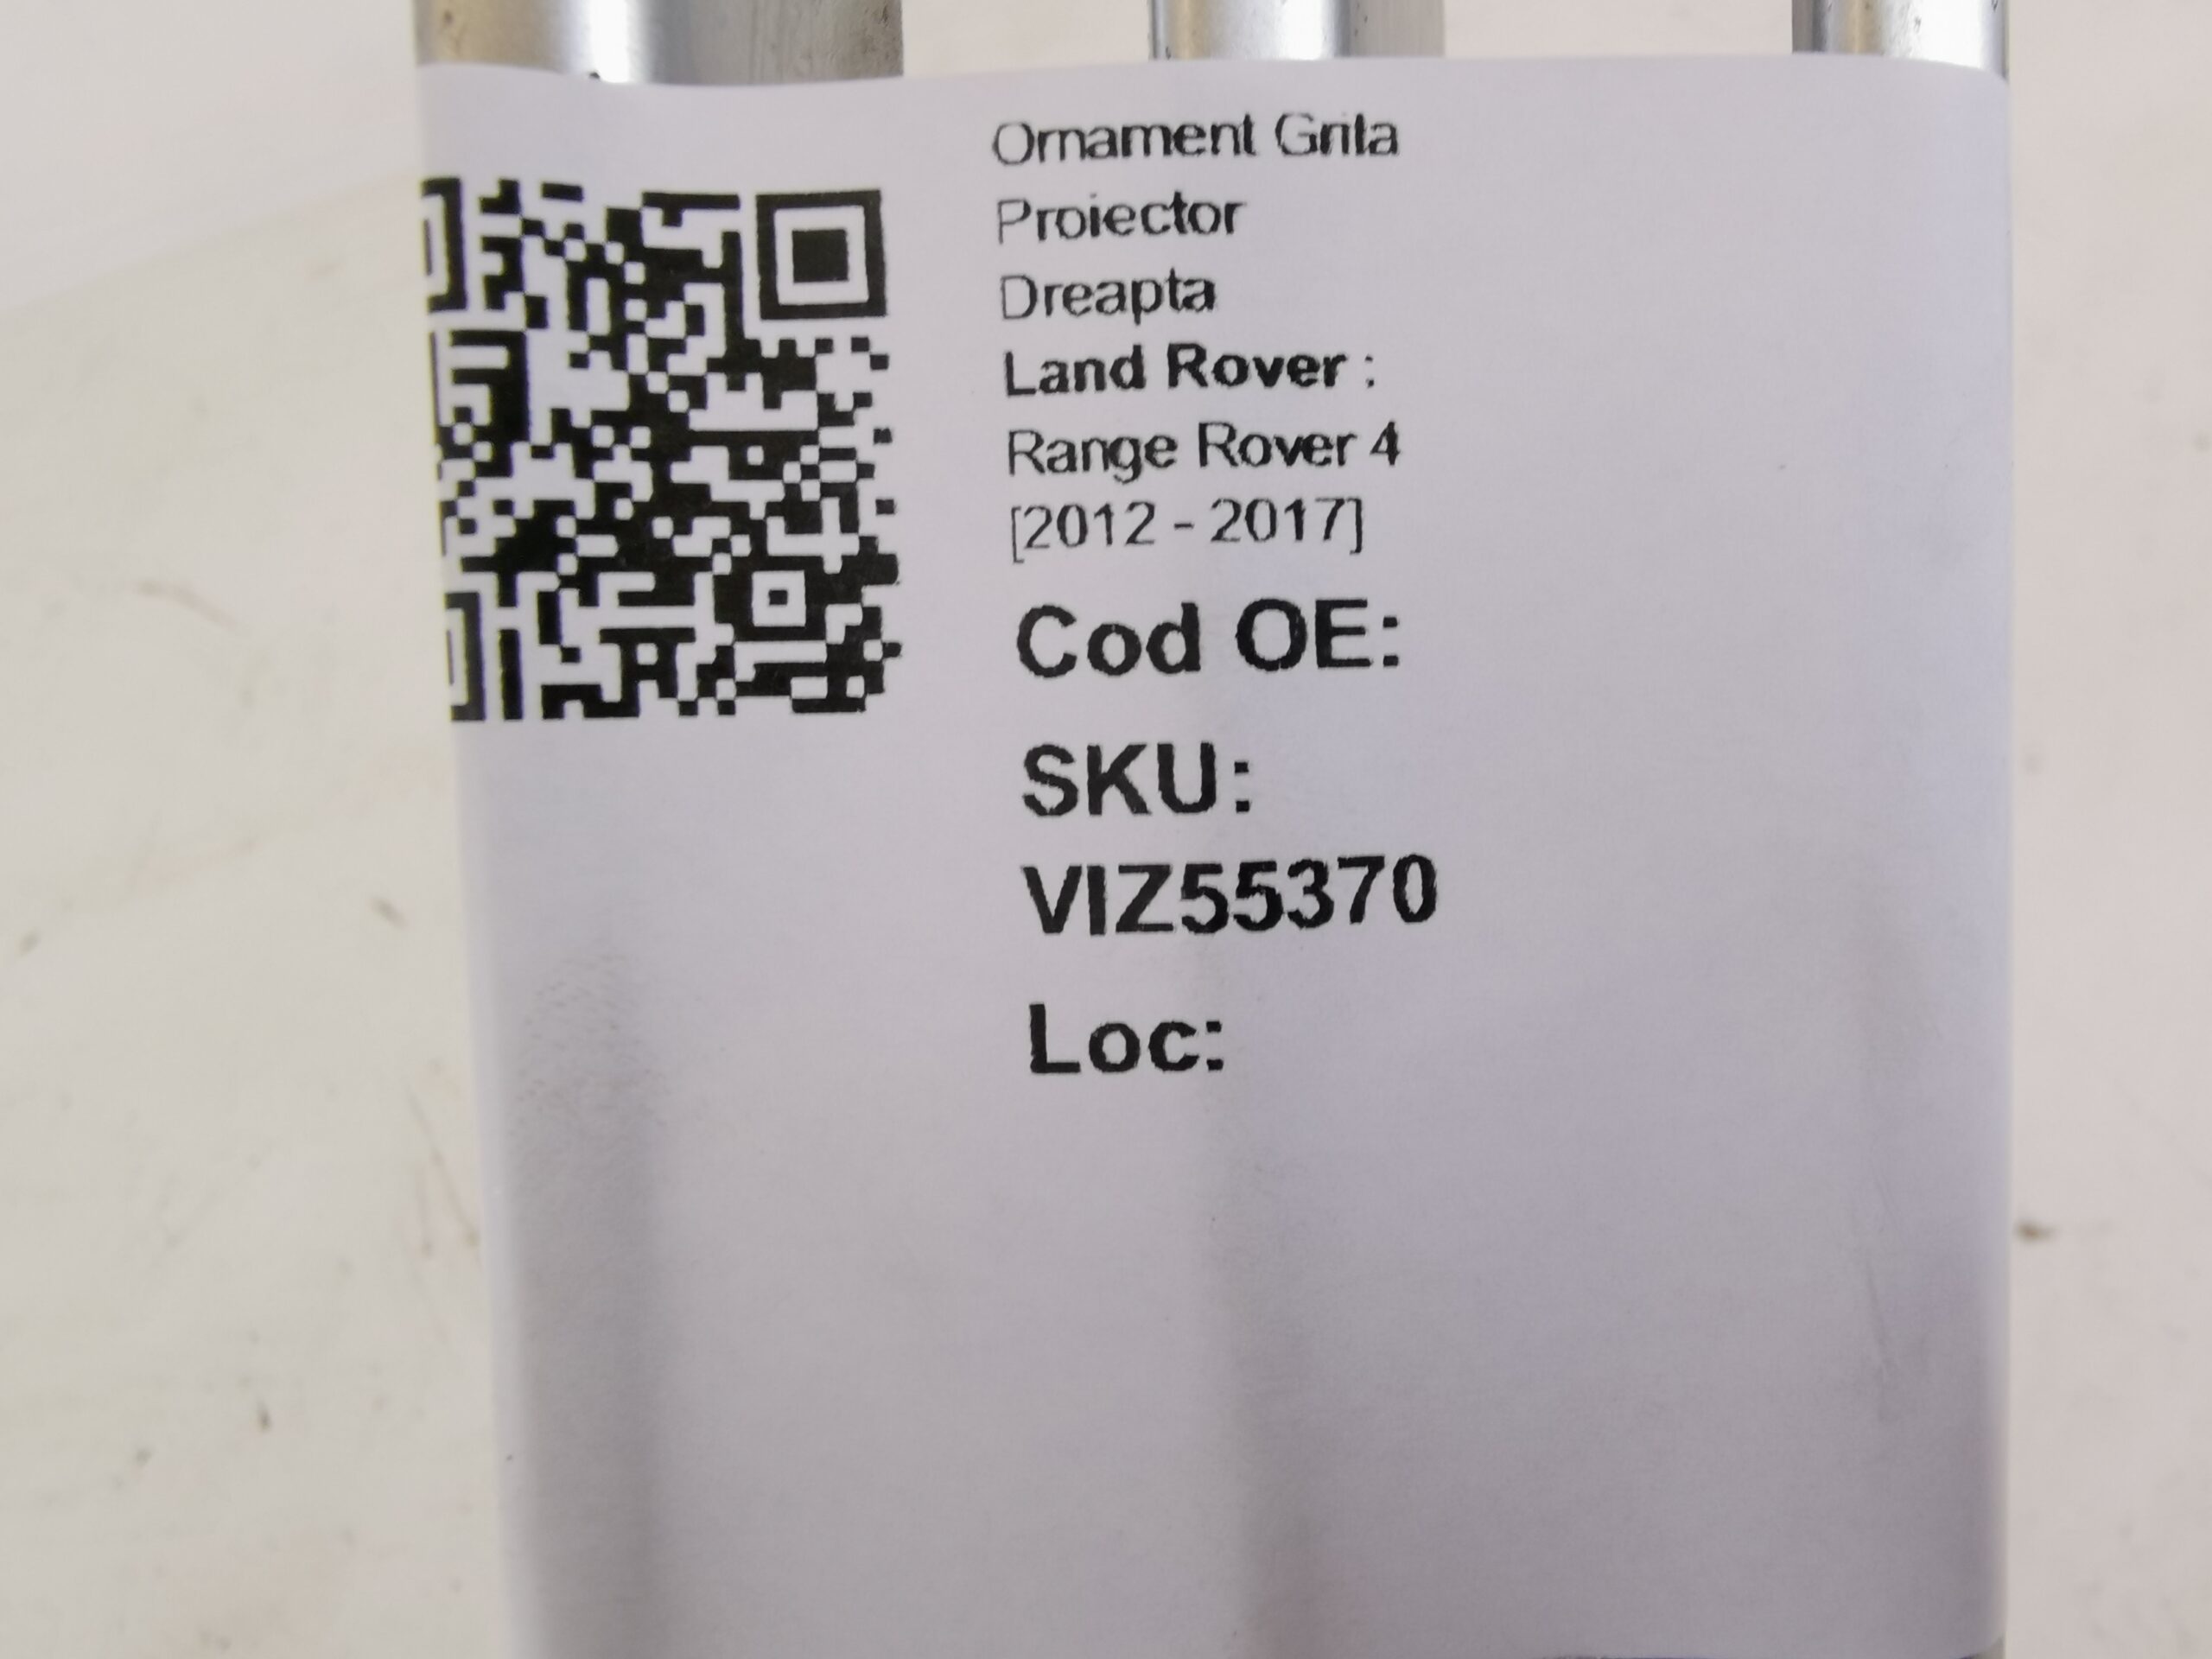 Ornament Grila
Proiector
Dreapta
Land Rover :
Range Rover 4
[2012 - 2017]
Cod OE:
SKU:
VIZ55370
Loc: